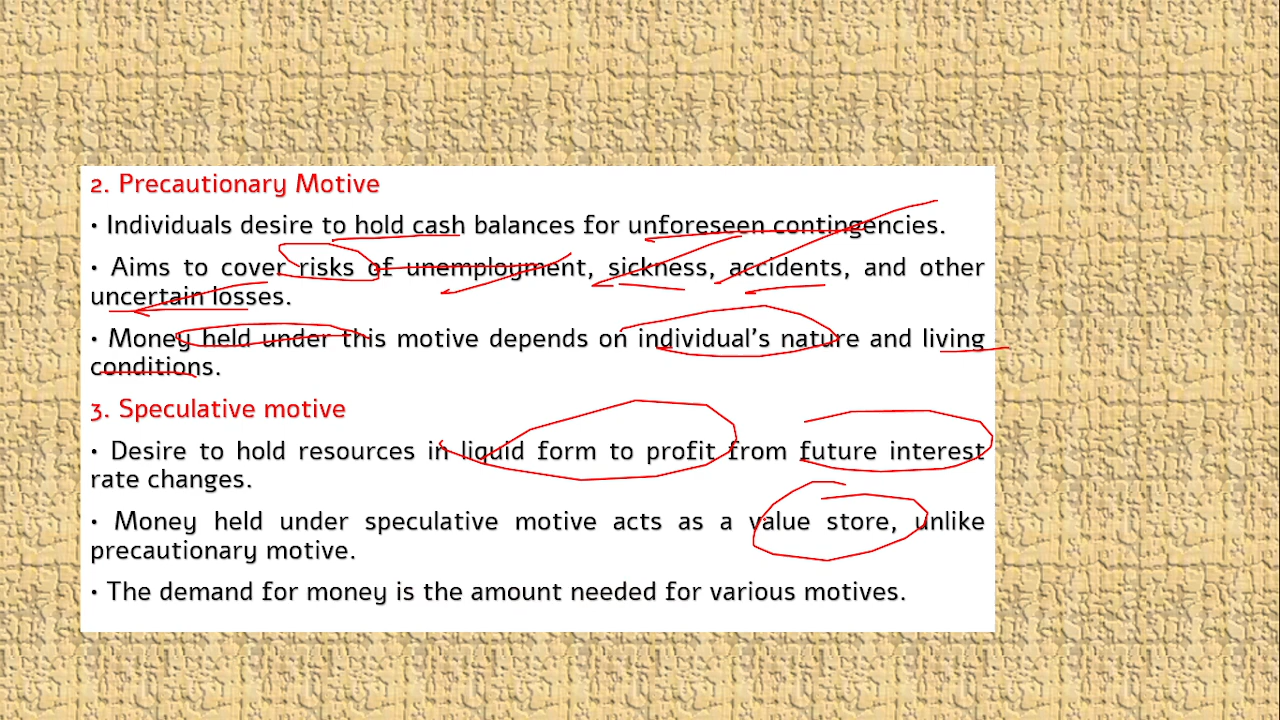 2. Precautionary Motive
• Individuals desire to hold cash balances for unforeseen contingencies.
• Aims to cover risks of unemployment, sickness, accidents, and other
uncertain losses.
• Money held under this motive depends on individual's nature and living
conditions.
3. Speculative motive
• Desire to hold resources in liquid form to profit from future interest
rate changes.
• Money held under speculative motive acts as a value store, unlike
precautionary motive.
• The demand for money is the amount needed for various motives.